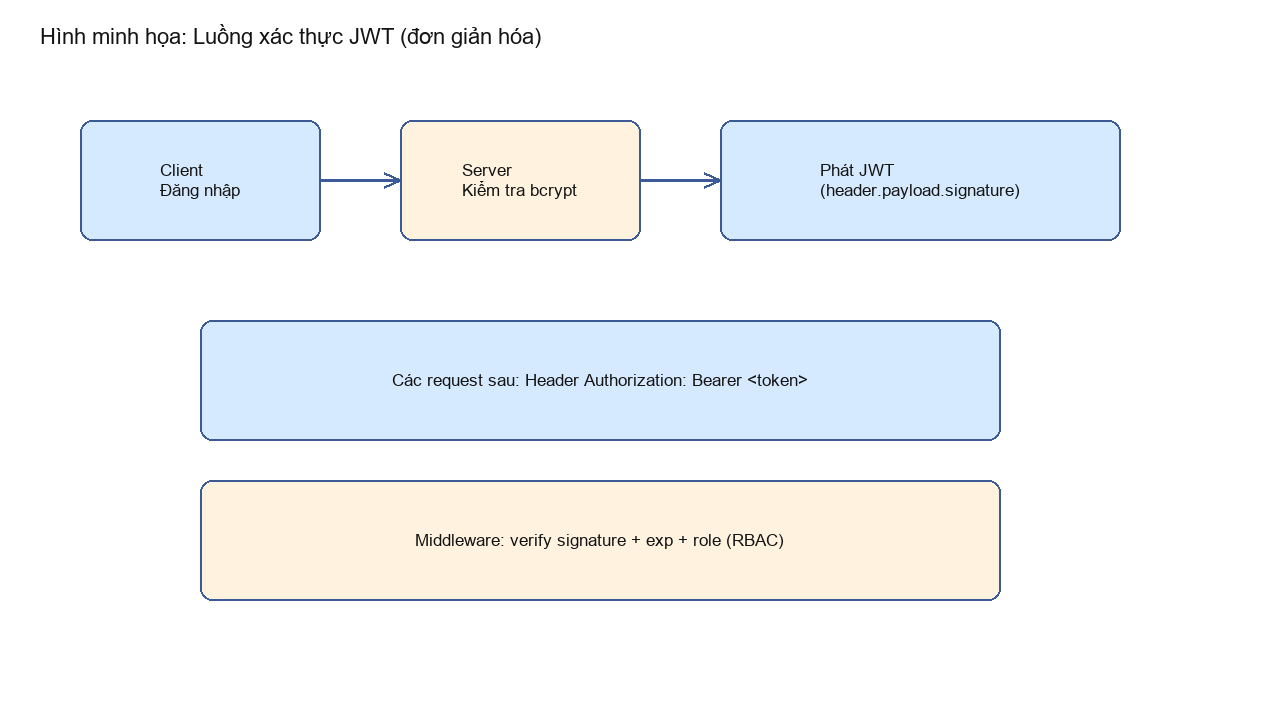 Hình minh họa: Luồng xác thực JWT (đơn giản hóa)
Client
Đăng nhập
Server
Kiểm tra bcrypt
Phát JWT
(header.payload.signature)
Các request sau: Header Authorization: Bearer <token>
Middleware: verify signature + exp + role (RBAC)